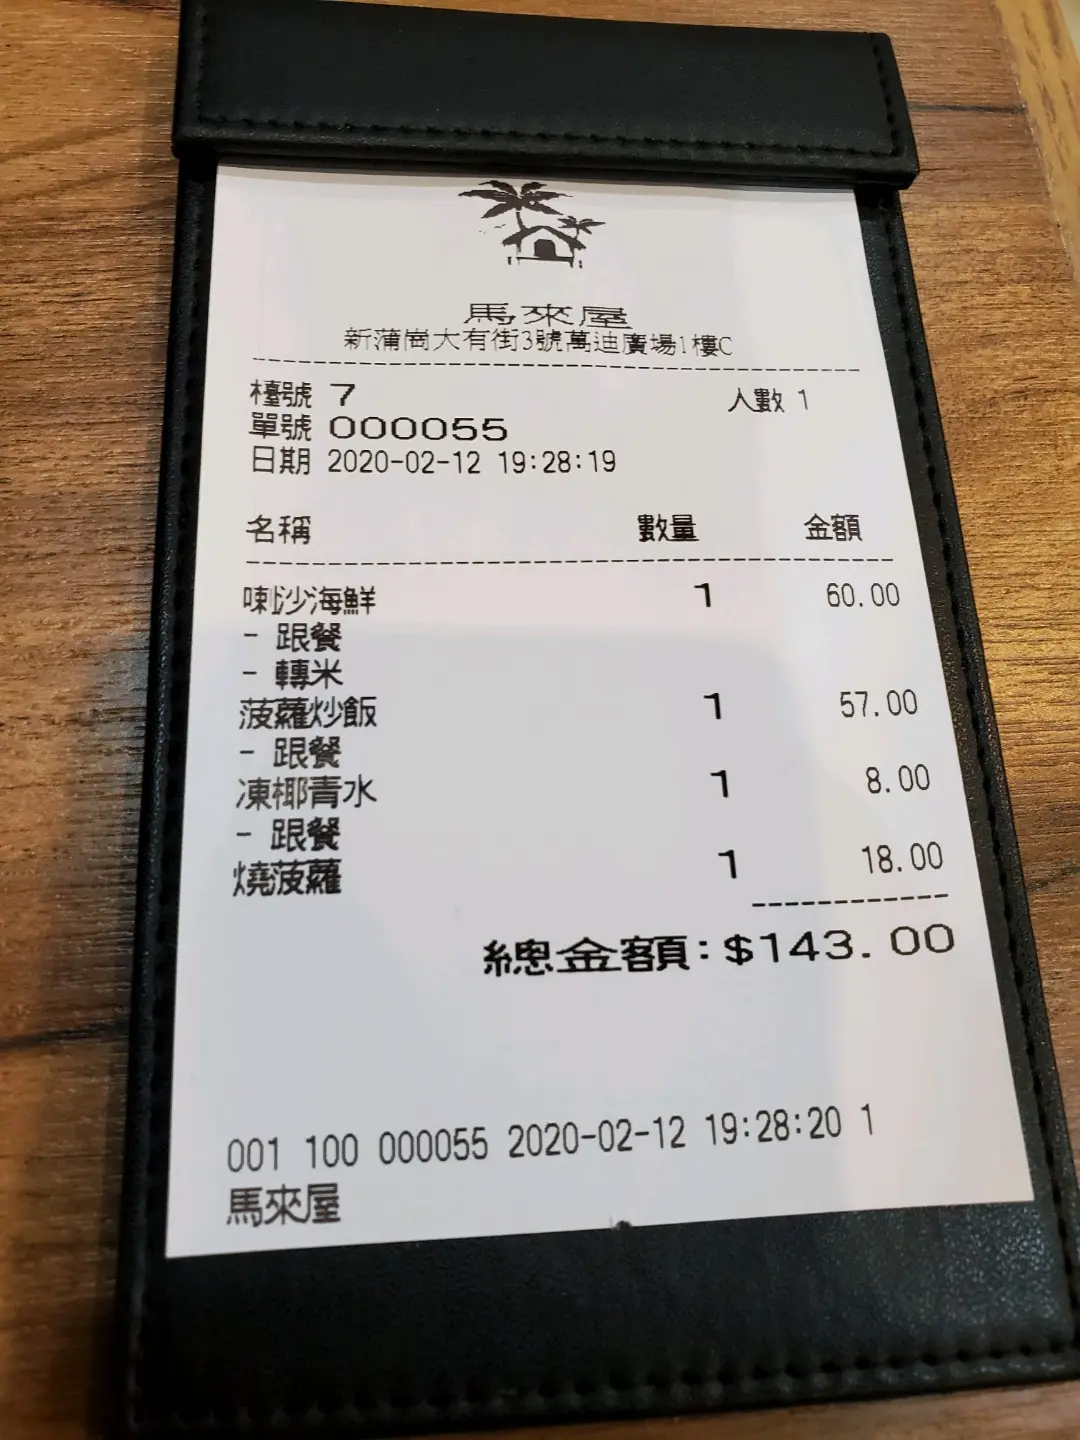 馬來屋
新蒲崗大有街3號萬迪廣場1樓C
檯號 7 人數 1
單號 000055
日期 2020-02-12 19:28:19
名稱 數量 金額
喇沙海鮮 1 60.00
- 跟餐
- 轉米
菠蘿炒飯 1 57.00
- 跟餐
凍椰青水 1 8.00
- 跟餐
燒菠蘿 1 18.00
總金額:$143.00
001 100 000055 2020-02-12 19:28:20 1
馬來屋